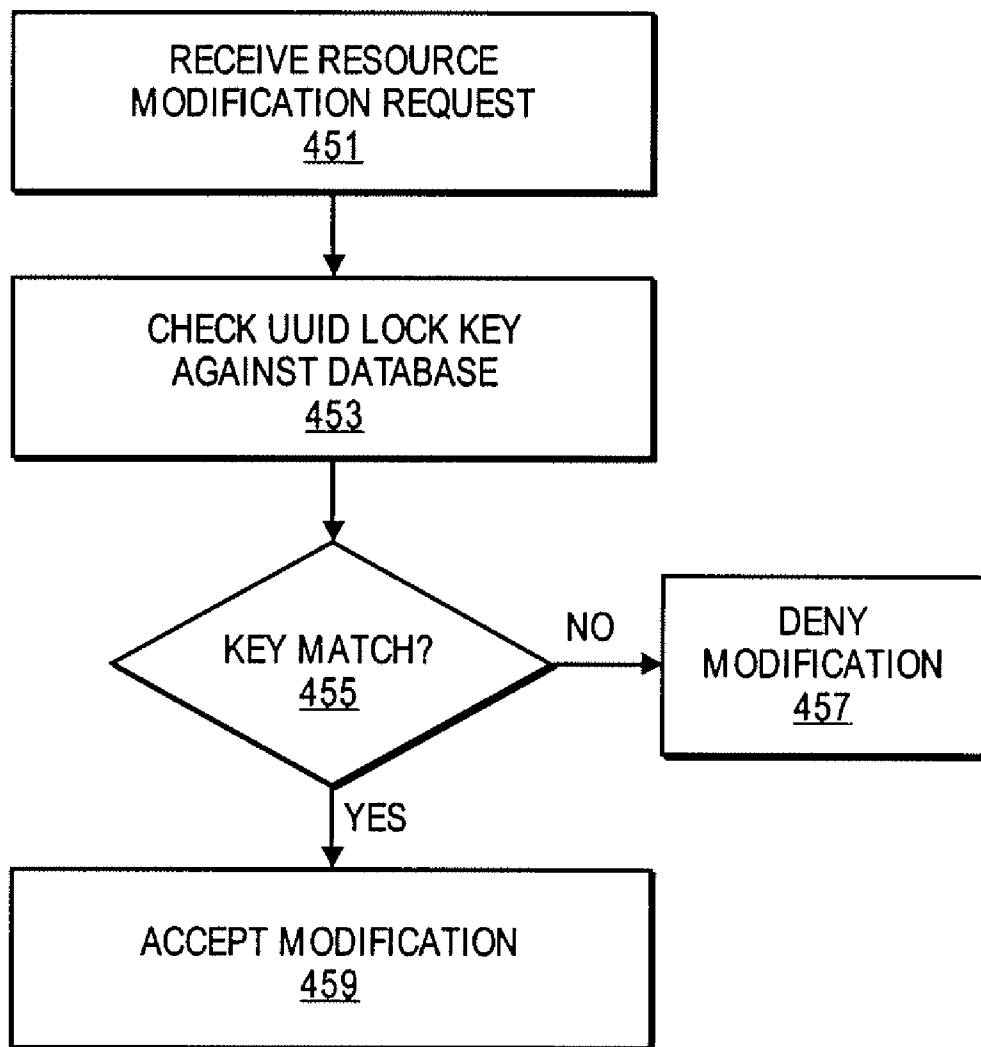 RECEIVE RESOURCE
MODIFICATION REQUEST
451
CHECK UUID LOCK KEY
AGAINST DATABASE
453
KEY MATCH?
455
NO
DENY
MODIFICATION
457
YES
ACCEPT MODIFICATION
459